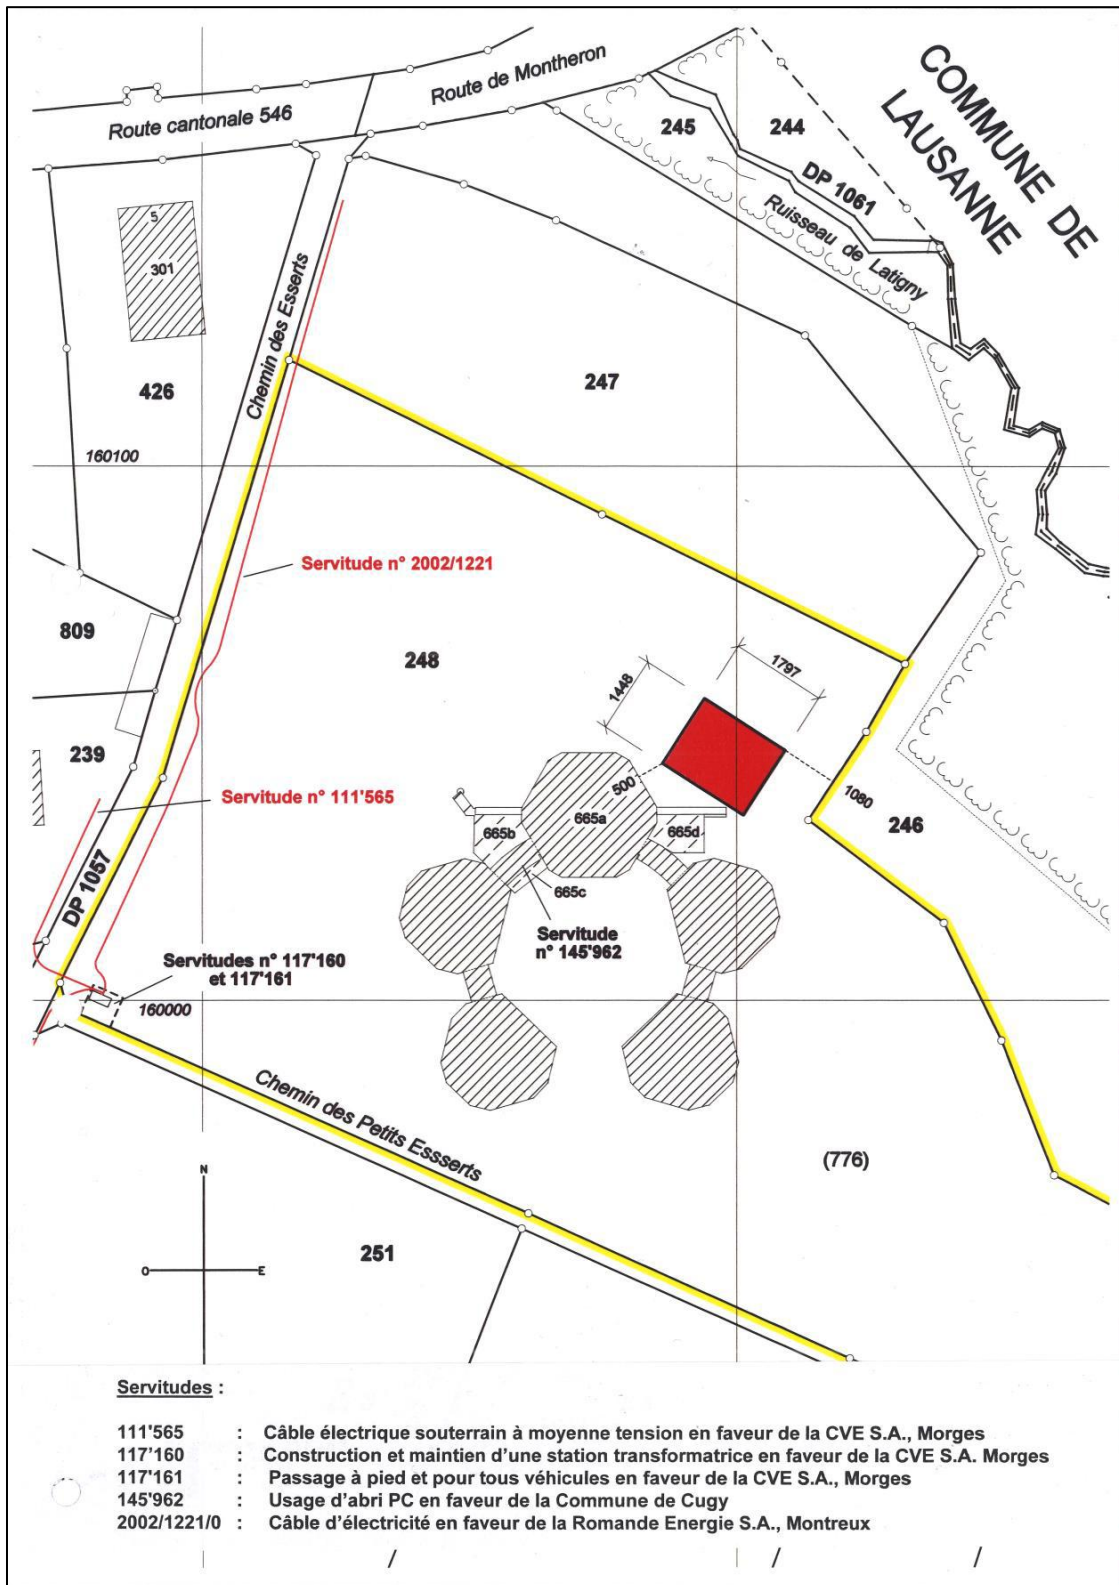 COMMUNE DE
LAUSANNE
Route de Montheron
Route cantonale 546
245
244
DP 1061
Ruisseau de Latigny
5
301
Chemin des Esserts
426
247
160100
Servitude n° 2002/1221
809
248
1797
1448
239
Servitude n° 111'565
500
1080
665b
665a
665d
246
665c
DP 1057
Servitude
n° 145'962
Servitudes n° 117'160
et 117'161
160000
Chemin des Petits Essserts
(776)
N
O
E
251
Servitudes :
111'565 : Câble électrique souterrain à moyenne tension en faveur de la CVE S.A., Morges
117'160 : Construction et maintien d'une station transformatrice en faveur de la CVE S.A. Morges
117'161 : Passage à pied et pour tous véhicules en faveur de la CVE S.A., Morges
145'962 : Usage d'abri PC en faveur de la Commune de Cugy
2002/1221/0 : Câble d'électricité en faveur de la Romande Energie S.A., Montreux